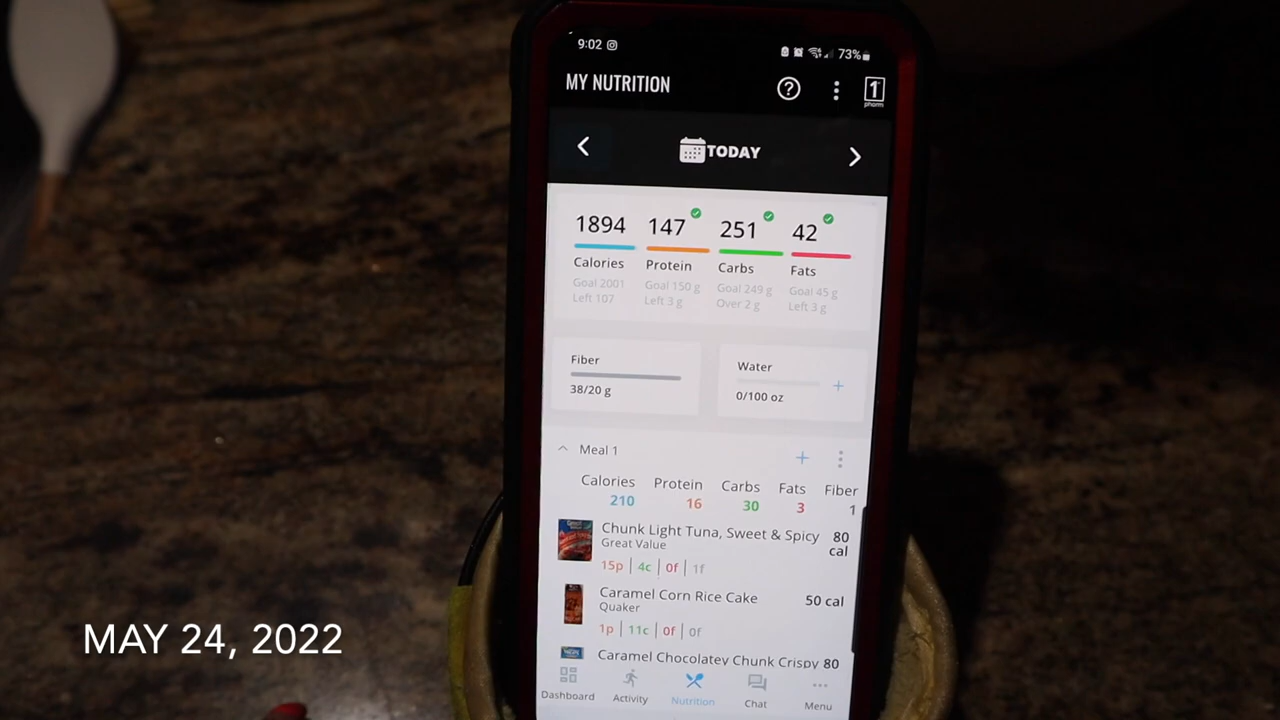 9:02
73%
MY NUTRITION
1
phorm
TODAY
1894 147 251 42
Calories Protein Carbs Fats
Goal 2001 Goal 150 g Goal 249 g Goal 45 g
Left 107 Left 3 g Over 2 g Left 3 g
Fiber Water
38/20 g 0/100 oz
Meal 1
Calories Protein Carbs Fats Fiber
210 16 30 3 1
Chunk Light Tuna, Sweet & Spicy 80 cal
Great Value
15p | 4c | 0f | 1f
Caramel Corn Rice Cake 50 cal
Quaker
1p | 11c | 0f | 0f
Caramel Chocolatey Chunk Crispy 80
Dashboard Activity Nutrition Chat Menu
MAY 24, 2022